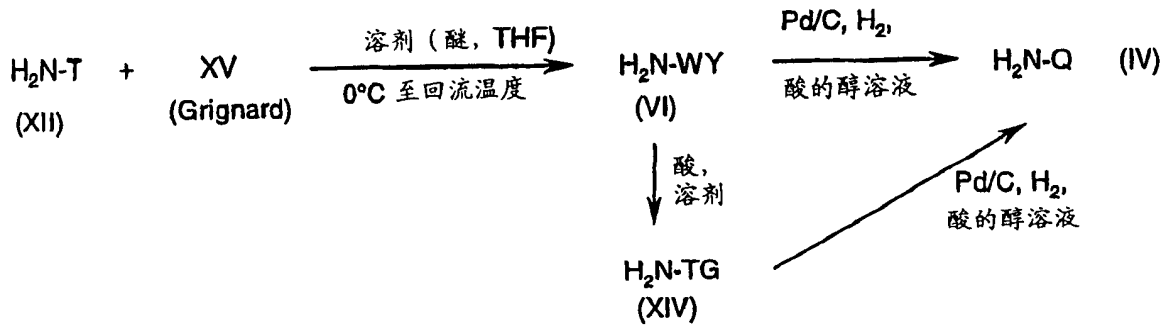 溶剂（醚，THF)
Pd/C, H₂,
H₂N-T + XV
H₂N-WY
H₂N-Q (IV)
0°C 至回流温度
酸的醇溶液
(XII)
(Grignard)
(VI)
酸，
溶剂
Pd/C, H₂,
酸的醇溶液
H₂N-TG
(XIV)